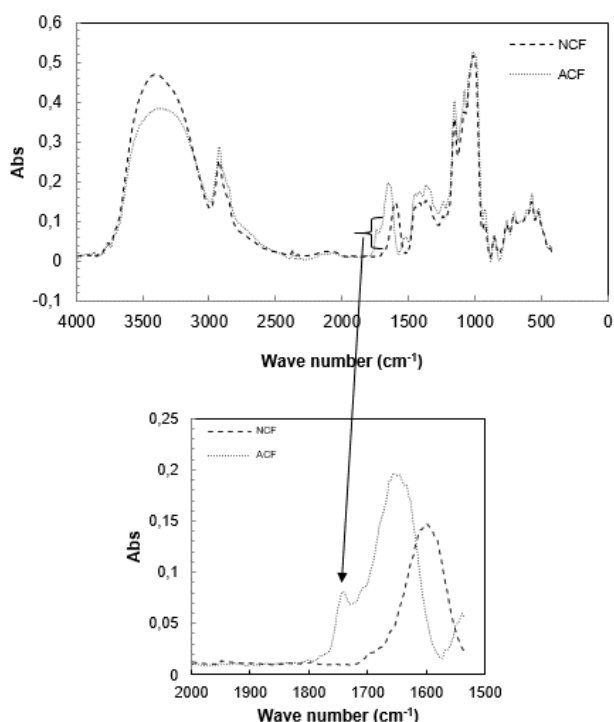 0,6
0,5
0,4
0,3
0,2
0,1
0
-0,1
Abs
NCF
ACF
4000 3500 3000 2500 2000 1500 1000 500 0
Wave number (cm-1)
0,25
0,2
0,15
0,1
0,05
0
Abs
NCF
ACF
2000 1900 1800 1700 1600 1500
Wave number (cm-1)